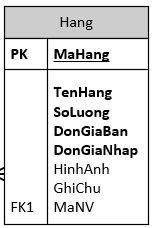 Hang
PK MaHang
TenHang
SoLuong
DonGiaBan
DonGiaNhap
HinhAnh
GhiChu
FK1 MaNV